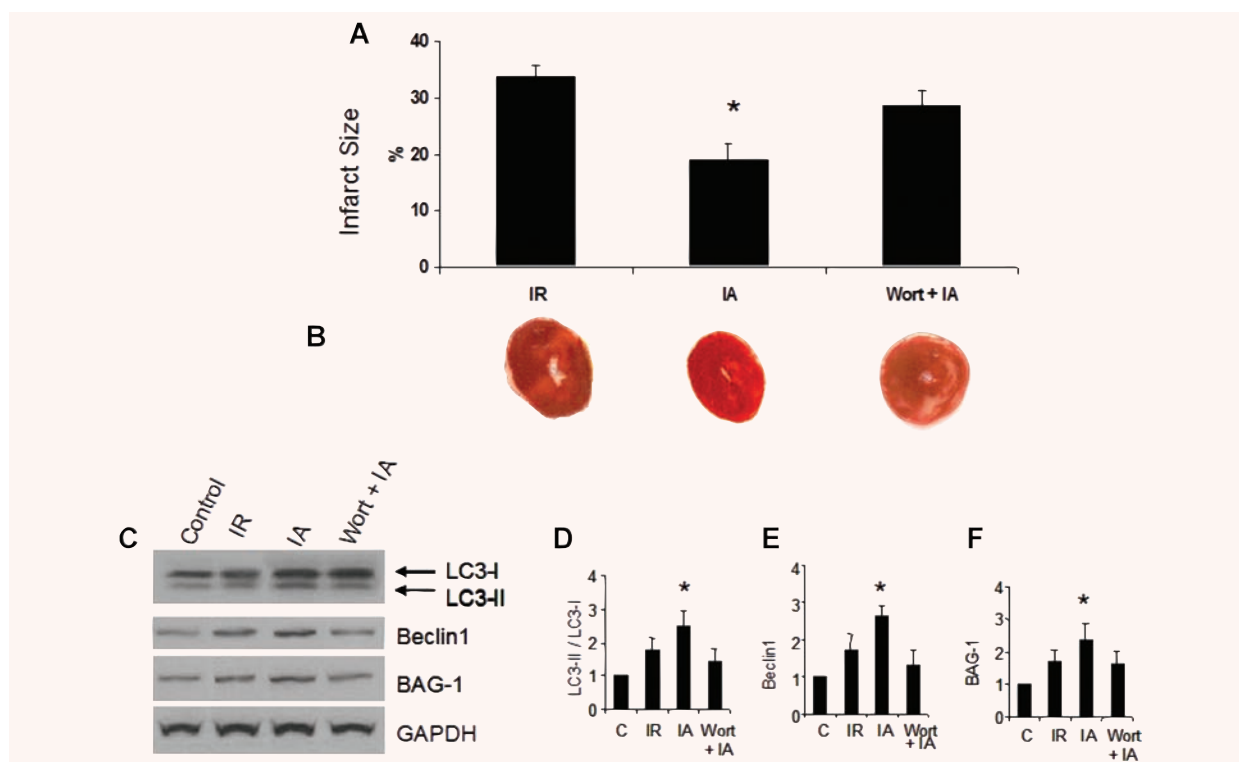 A
40
30
20
10
0
Infarct Size
%
*
IR
IA
Wort + IA
B
C
Control
IR
IA
Wort + IA
LC3-I
LC3-II
Beclin1
BAG-1
GAPDH
D
4
3
2
1
0
LC3-II / LC3-I
*
C
IR
IA
Wort
+ IA
E
4
3
2
1
0
Beclin1
*
C
IR
IA
Wort
+ IA
F
4
3
2
1
0
BAG-1
*
C
IR
IA
Wort
+ IA